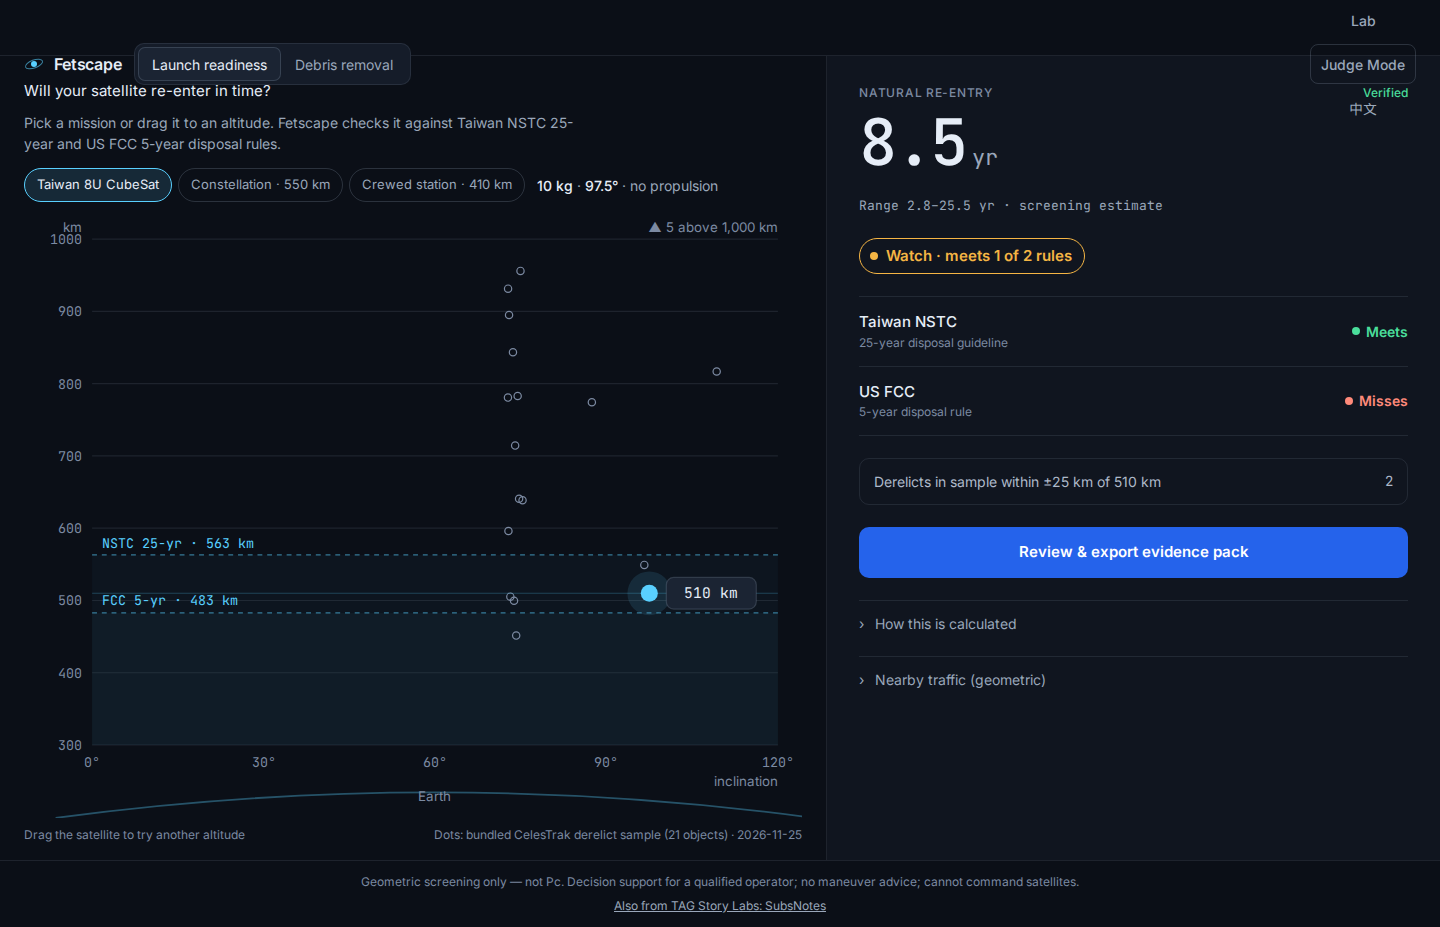 Lab
Fetscape
Launch readiness
Debris removal
Judge Mode
Will your satellite re-enter in time?
Pick a mission or drag it to an altitude. Fetscape checks it against Taiwan NSTC 25-
year and US FCC 5-year disposal rules.
Taiwan 8U CubeSat
Constellation · 550 km
Crewed station · 410 km
10 kg · 97.5° · no propulsion
km
▲ 5 above 1,000 km
1000
900
800
700
600
NSTC 25-yr · 563 km
510 km
500
FCC 5-yr · 483 km
400
300
0°
30°
60°
90°
120°
inclination
Earth
Drag the satellite to try another altitude
Dots: bundled CelesTrak derelict sample (21 objects) · 2026-11-25
NATURAL RE-ENTRY
Verified
中文
8.5 yr
Range 2.8–25.5 yr · screening estimate
Watch · meets 1 of 2 rules
Taiwan NSTC
25-year disposal guideline
Meets
US FCC
5-year disposal rule
Misses
Derelicts in sample within ±25 km of 510 km
2
Review & export evidence pack
› How this is calculated
› Nearby traffic (geometric)
Geometric screening only — not Pc. Decision support for a qualified operator; no maneuver advice; cannot command satellites.
Also from TAG Story Labs: SubsNotes